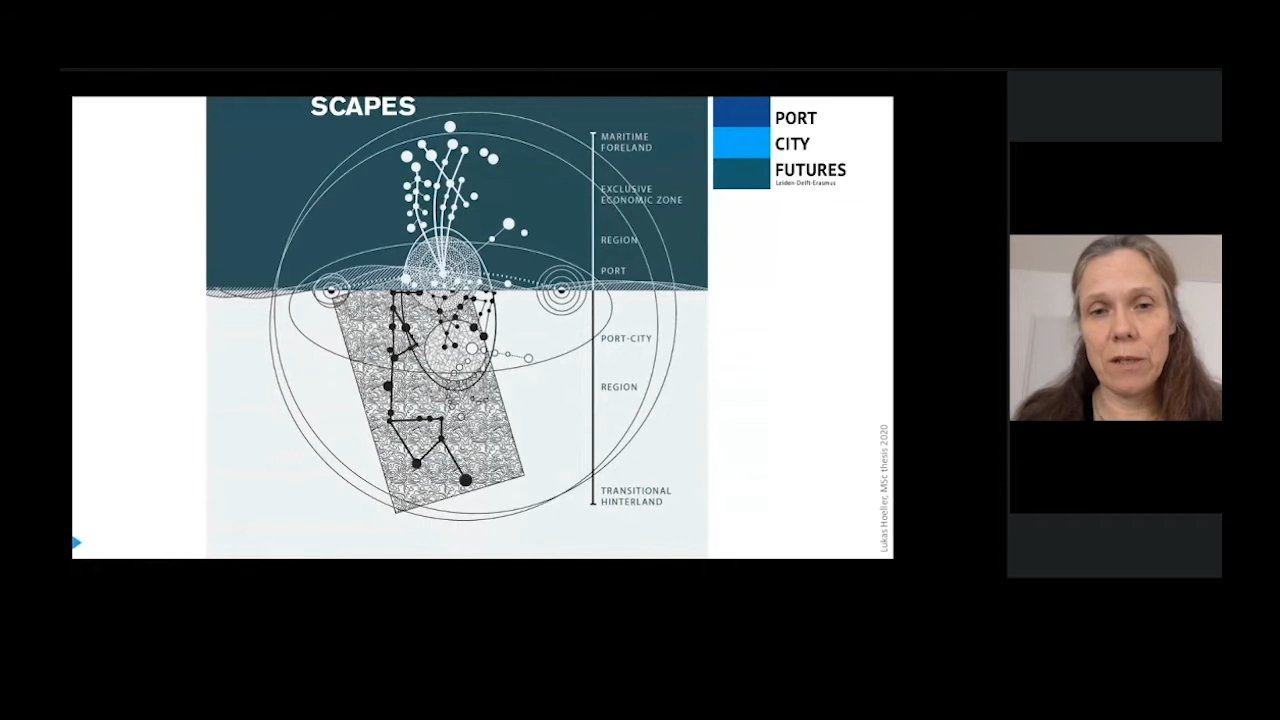 SCAPES
MARITIME
FORELAND
EXCLUSIVE
ECONOMIC ZONE
REGION
PORT
PORT-CITY
REGION
TRANSITIONAL
HINTERLAND
PORT
CITY
FUTURES
Leiden-Delft-Erasmus
Lukas Hoeller, MSc thesis 2020